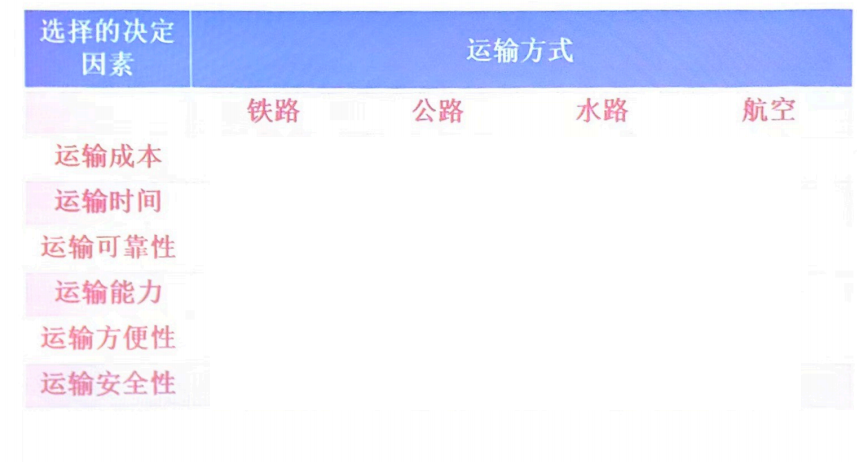 选择的决定
因素
运输方式
铁路 公路 水路 航空
运输成本
运输时间
运输可靠性
运输能力
运输方便性
运输安全性